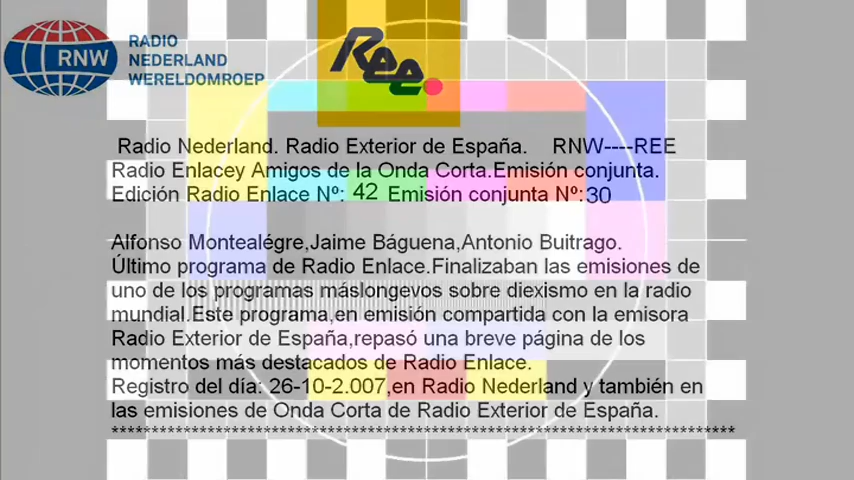 RNW
RADIO
NEDERLAND
WERELDOMROEP
Ree.
Radio Nederland. Radio Exterior de España. RNW----REE
Radio Enlacey Amigos de la Onda Corta.Emisión conjunta.
Edición Radio Enlace Nº: 42 Emisión conjunta Nº:30
Alfonso Montealégre,Jaime Báguena,Antonio Buitrago.
Último programa de Radio Enlace.Finalizaban las emisiones de
uno de los programas máslongevos sobre diexismo en la radio
mundial.Este programa,en emisión compartida con la emisora
Radio Exterior de España,repasó una breve página de los
momentos más destacados de Radio Enlace.
Registro del día: 26-10-2.007,en Radio Nederland y también en
las emisiones de Onda Corta de Radio Exterior de España.
******************************************************************************